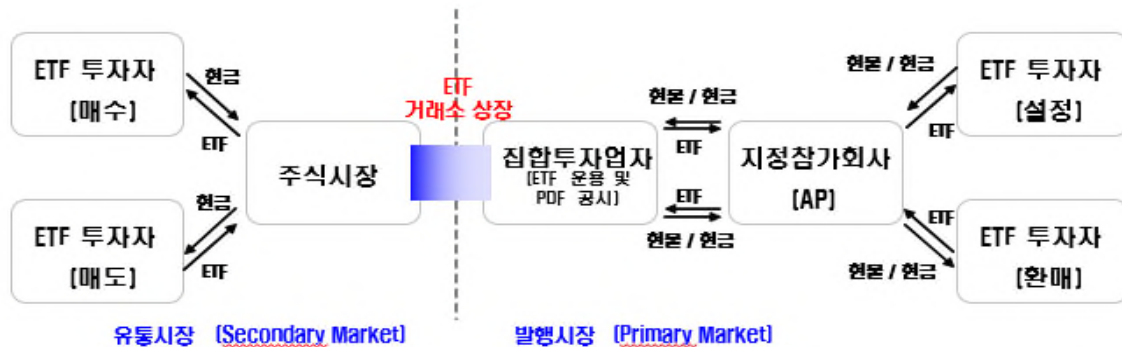 ETF 투자자
[매수]
현금
ETF
ETF 투자자
[매도]
현금
ETF
주식시장
ETF
거래소 상장
집합투자업자
[ETF 운용 및
PDF 공시]
현물 / 현금
ETF
ETF
현물 / 현금
지정참가회사
[AP]
현물 / 현금
ETF
ETF 투자자
[설정]
ETF
현물 / 현금
ETF 투자자
[환매]
유통시장 [Secondary Market]
발행시장 [Primary Market]